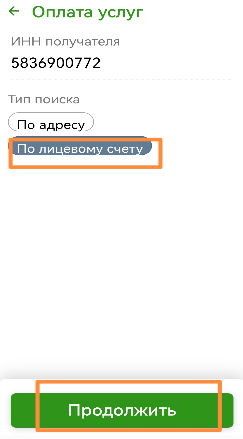 Оплата услуг
ИНН получателя
5836900772
Тип поиска
По адресу
По лицевому счету
Продолжить